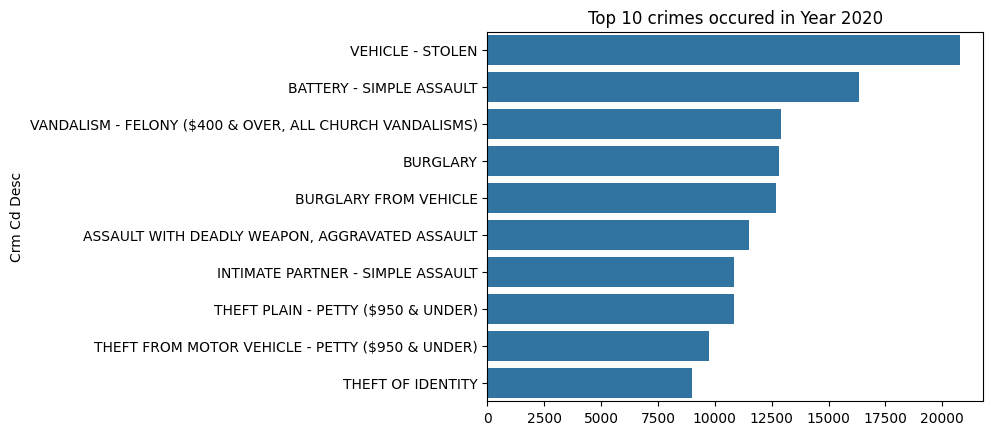 Top 10 crimes occured in Year 2020
Crm Cd Desc
VEHICLE - STOLEN
BATTERY - SIMPLE ASSAULT
VANDALISM - FELONY ($400 & OVER, ALL CHURCH VANDALISMS)
BURGLARY
BURGLARY FROM VEHICLE
ASSAULT WITH DEADLY WEAPON, AGGRAVATED ASSAULT
INTIMATE PARTNER - SIMPLE ASSAULT
THEFT PLAIN - PETTY ($950 & UNDER)
THEFT FROM MOTOR VEHICLE - PETTY ($950 & UNDER)
THEFT OF IDENTITY
0 2500 5000 7500 10000 12500 15000 17500 20000